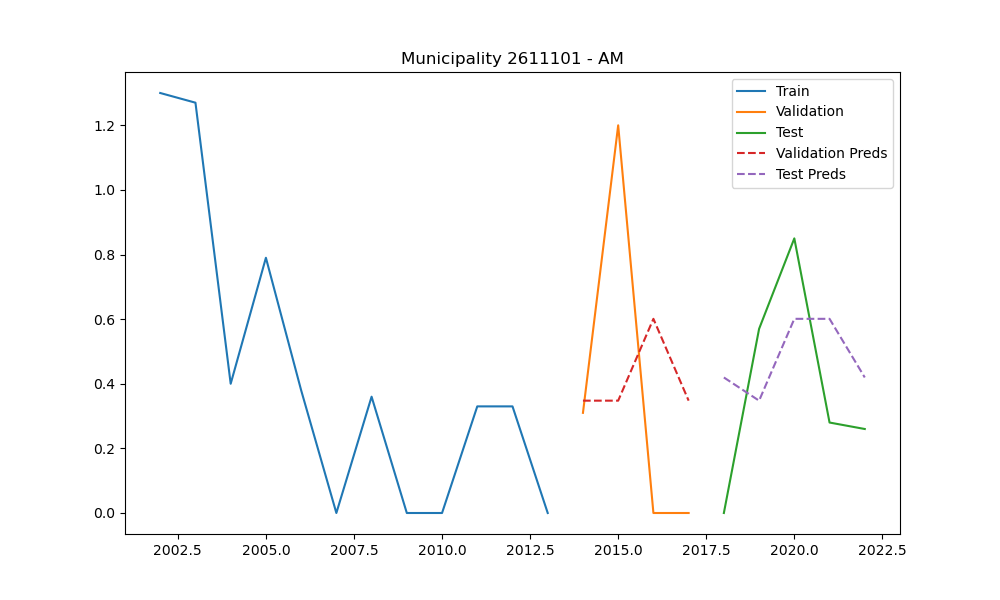 Municipality 2611101 - AM
Train
Validation
Test
Validation Preds
Test Preds
1.2
1.0
0.8
0.6
0.4
0.2
0.0
2002.5 2005.0 2007.5 2010.0 2012.5 2015.0 2017.5 2020.0 2022.5